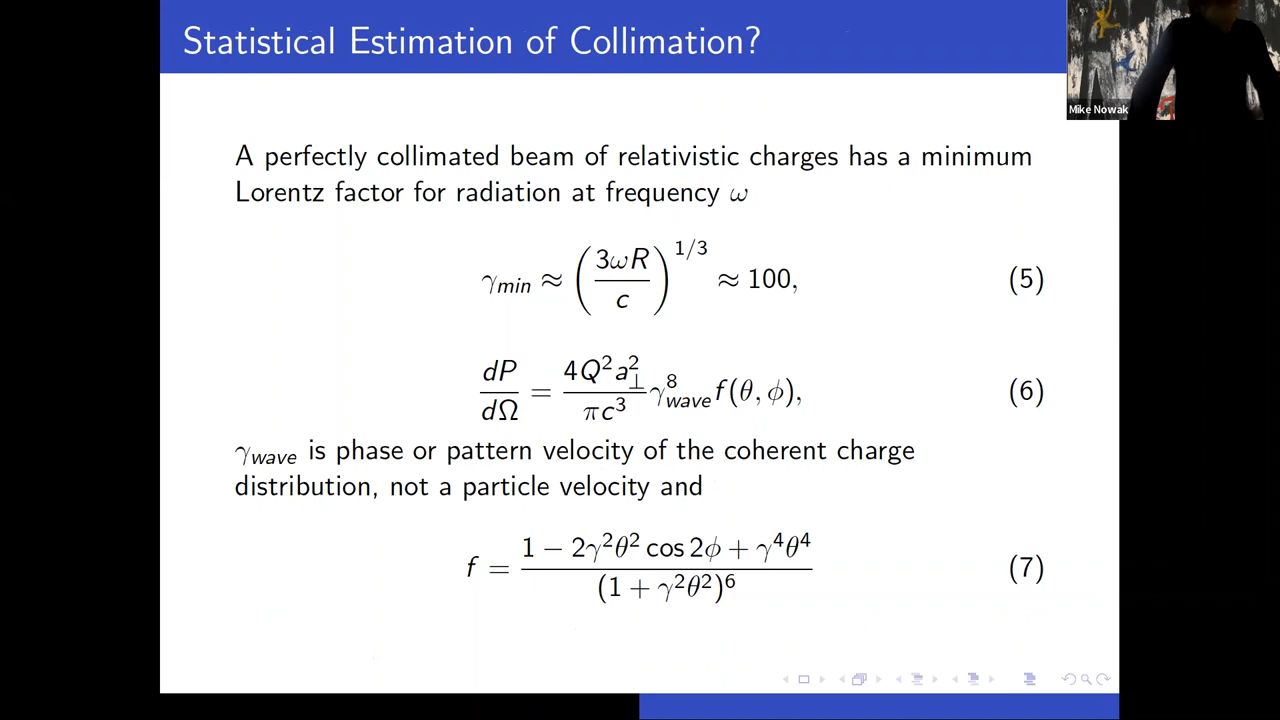 Statistical Estimation of Collimation?
Mike Nowak
A perfectly collimated beam of relativistic charges has a minimum
Lorentz factor for radiation at frequency ω
γ_min ≈ (3ωR / c)^{1/3} ≈ 100, (5)
dP/dΩ = (4Q²a⊥² / πc³) γ⁸_wave f(θ, ϕ), (6)
γ_wave is phase or pattern velocity of the coherent charge
distribution, not a particle velocity and
f = (1 − 2γ²θ² cos 2ϕ + γ⁴θ⁴) / (1 + γ²θ²)⁶ (7)